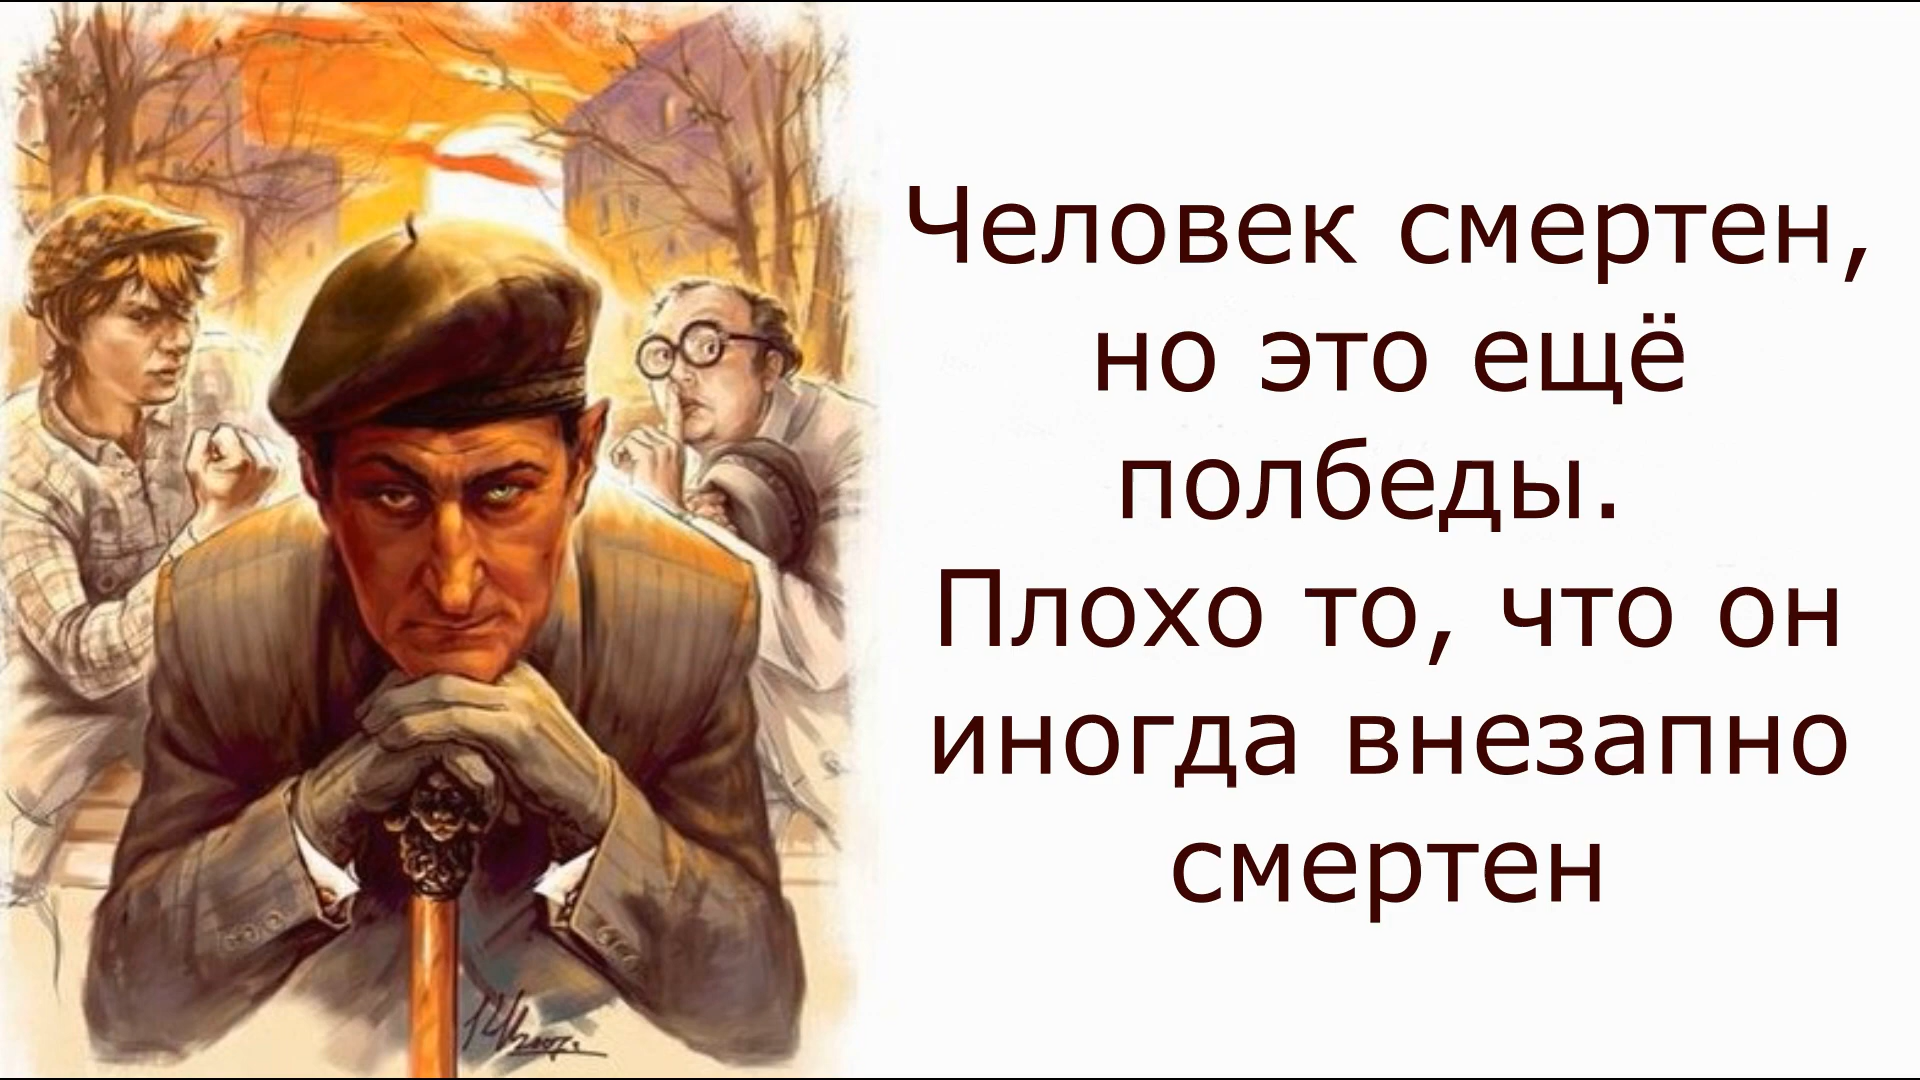 Человек смертен,
но это ещё
полбеды.
Плохо то, что он
иногда внезапно
смертен